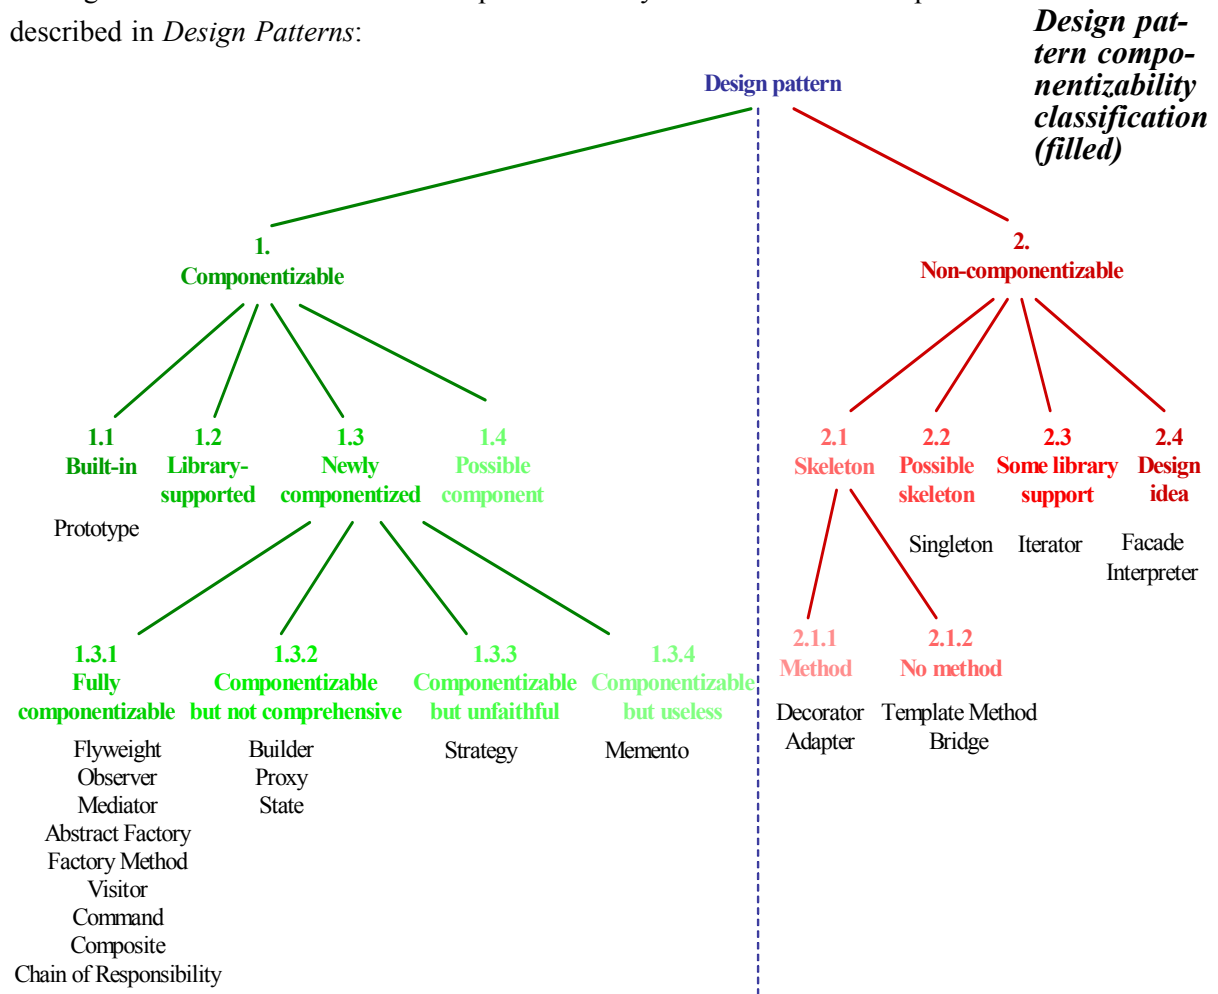 described in Design Patterns:
Design pat-
tern compo-
nentizability
classification
(filled)
Design pattern
1.
Componentizable
2.
Non-componentizable
1.1
Built-in
1.2
Library-
supported
1.3
Newly
componentized
1.4
Possible
component
2.1
Skeleton
2.2
Possible
skeleton
2.3
Some library
support
2.4
Design
idea
Prototype
Singleton
Iterator
Facade
Interpreter
1.3.1
Fully
componentizable
1.3.2
Componentizable
but not comprehensive
1.3.3
Componentizable
but unfaithful
1.3.4
Componentizable
but useless
2.1.1
Method
2.1.2
No method
Flyweight
Observer
Mediator
Abstract Factory
Factory Method
Visitor
Command
Composite
Chain of Responsibility
Builder
Proxy
State
Strategy
Memento
Decorator
Adapter
Template Method
Bridge